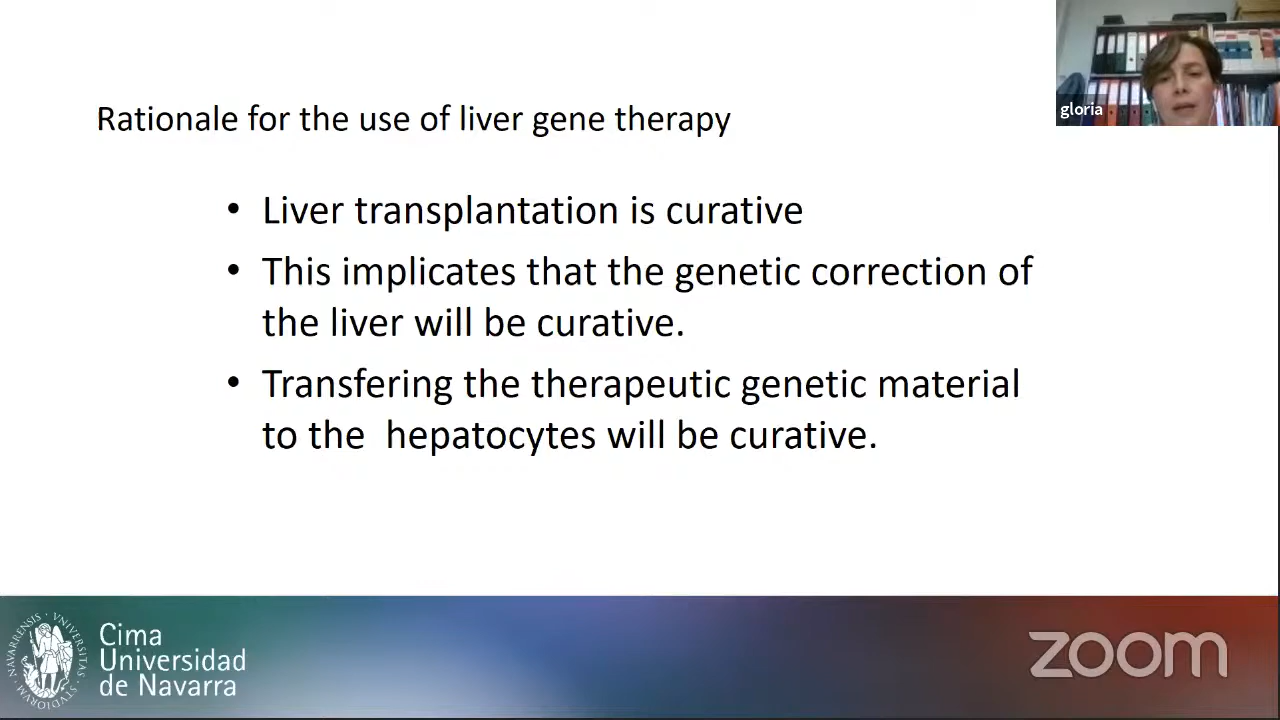 Rationale for the use of liver gene therapy
gloria
• Liver transplantation is curative
• This implicates that the genetic correction of
the liver will be curative.
• Transfering the therapeutic genetic material
to the hepatocytes will be curative.
Cima
Universidad
de Navarra
zoom